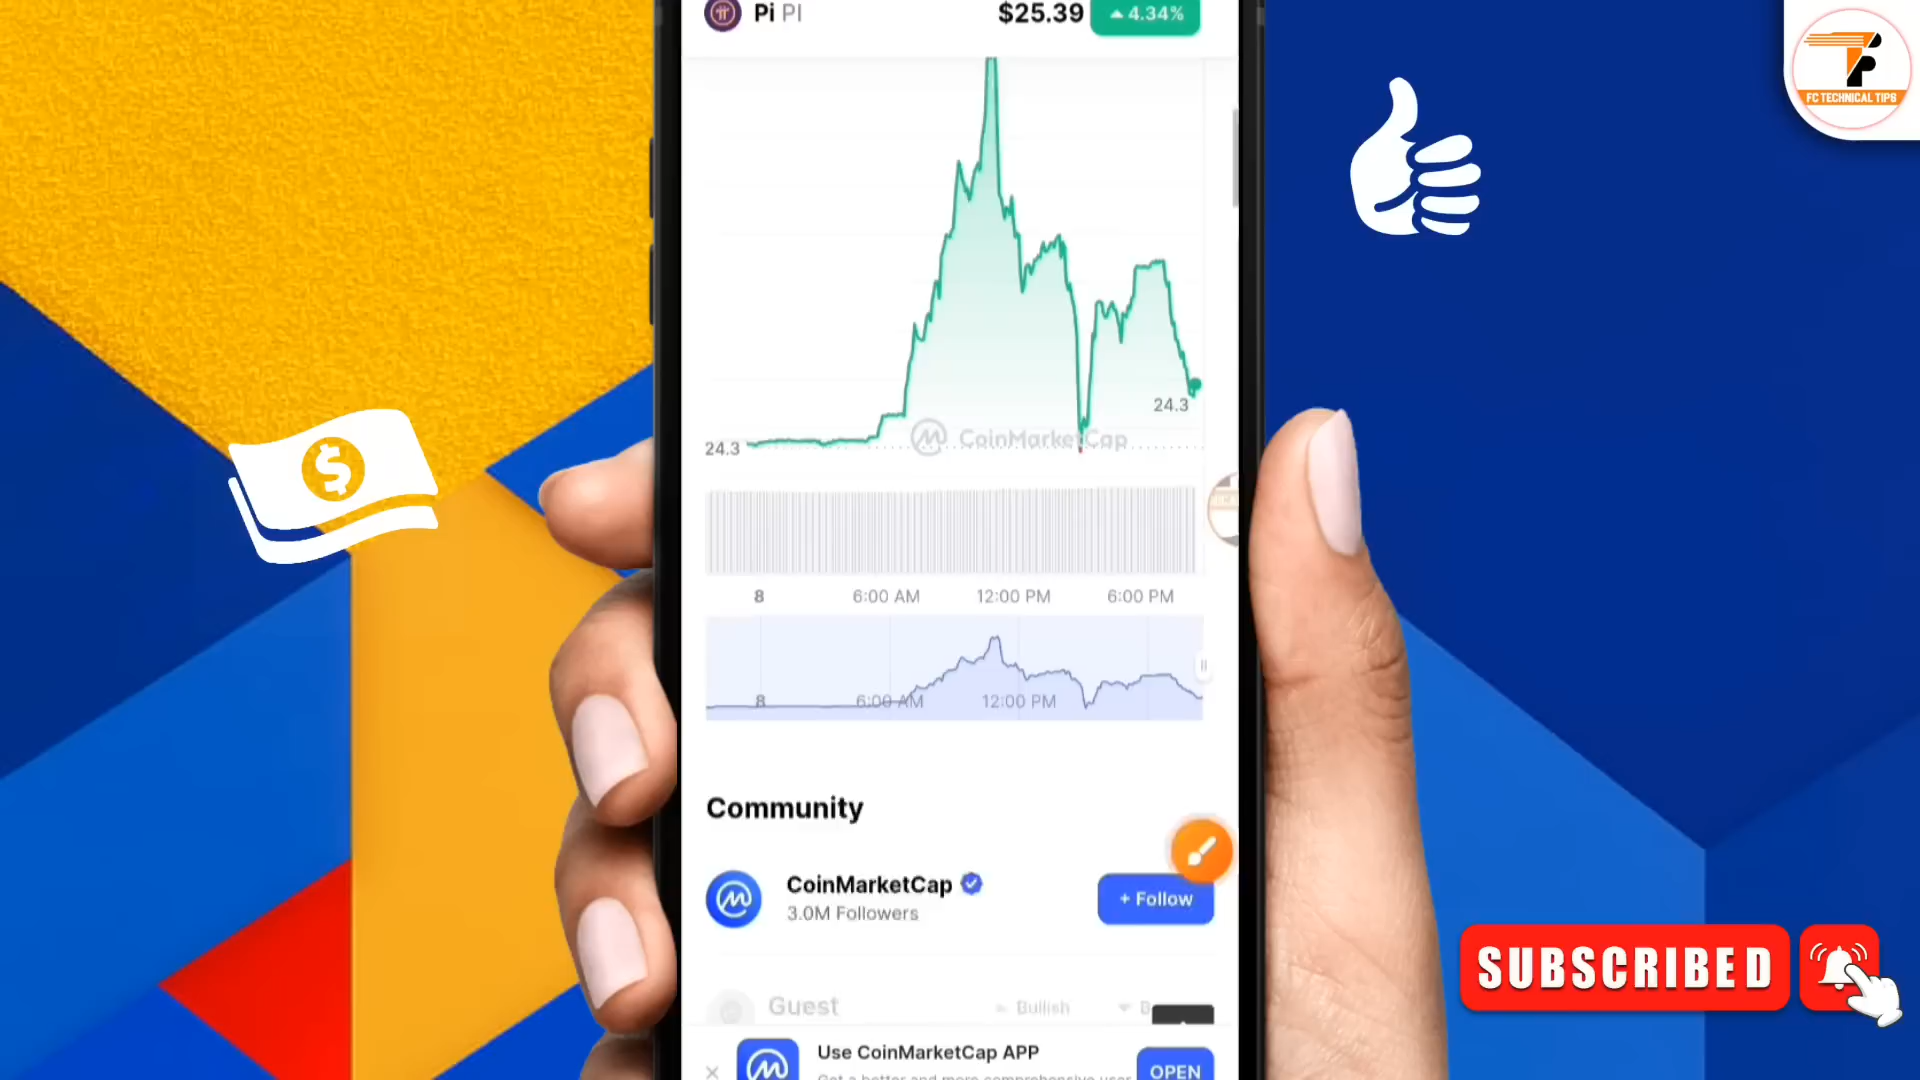 Pi PI $25.39 4.34%
FC TECHNICAL TIPS
24.3
CoinMarketCap
24.3
8 6:00 AM 12:00 PM 6:00 PM
8 6:00 AM 12:00 PM
Community
CoinMarketCap
3.0M Followers
+ Follow
SUBSCRIBED
Guest Bullish
Use CoinMarketCap APP
OPEN